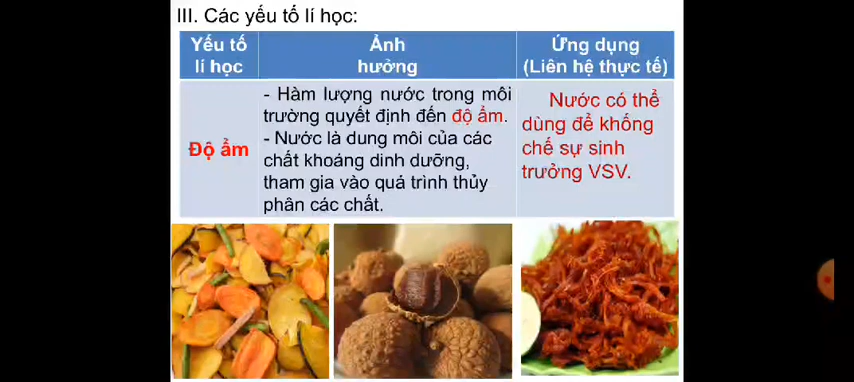 III. Các yếu tố lí học:
Yếu tố
lí học
Ảnh
hưởng
Ứng dụng
(Liên hệ thực tế)
Độ ẩm
- Hàm lượng nước trong môi
trường quyết định đến độ ẩm.
- Nước là dung môi của các
chất khoáng dinh dưỡng,
tham gia vào quá trình thủy
phân các chất.
Nước có thể
dùng để khống
chế sự sinh
trưởng VSV.